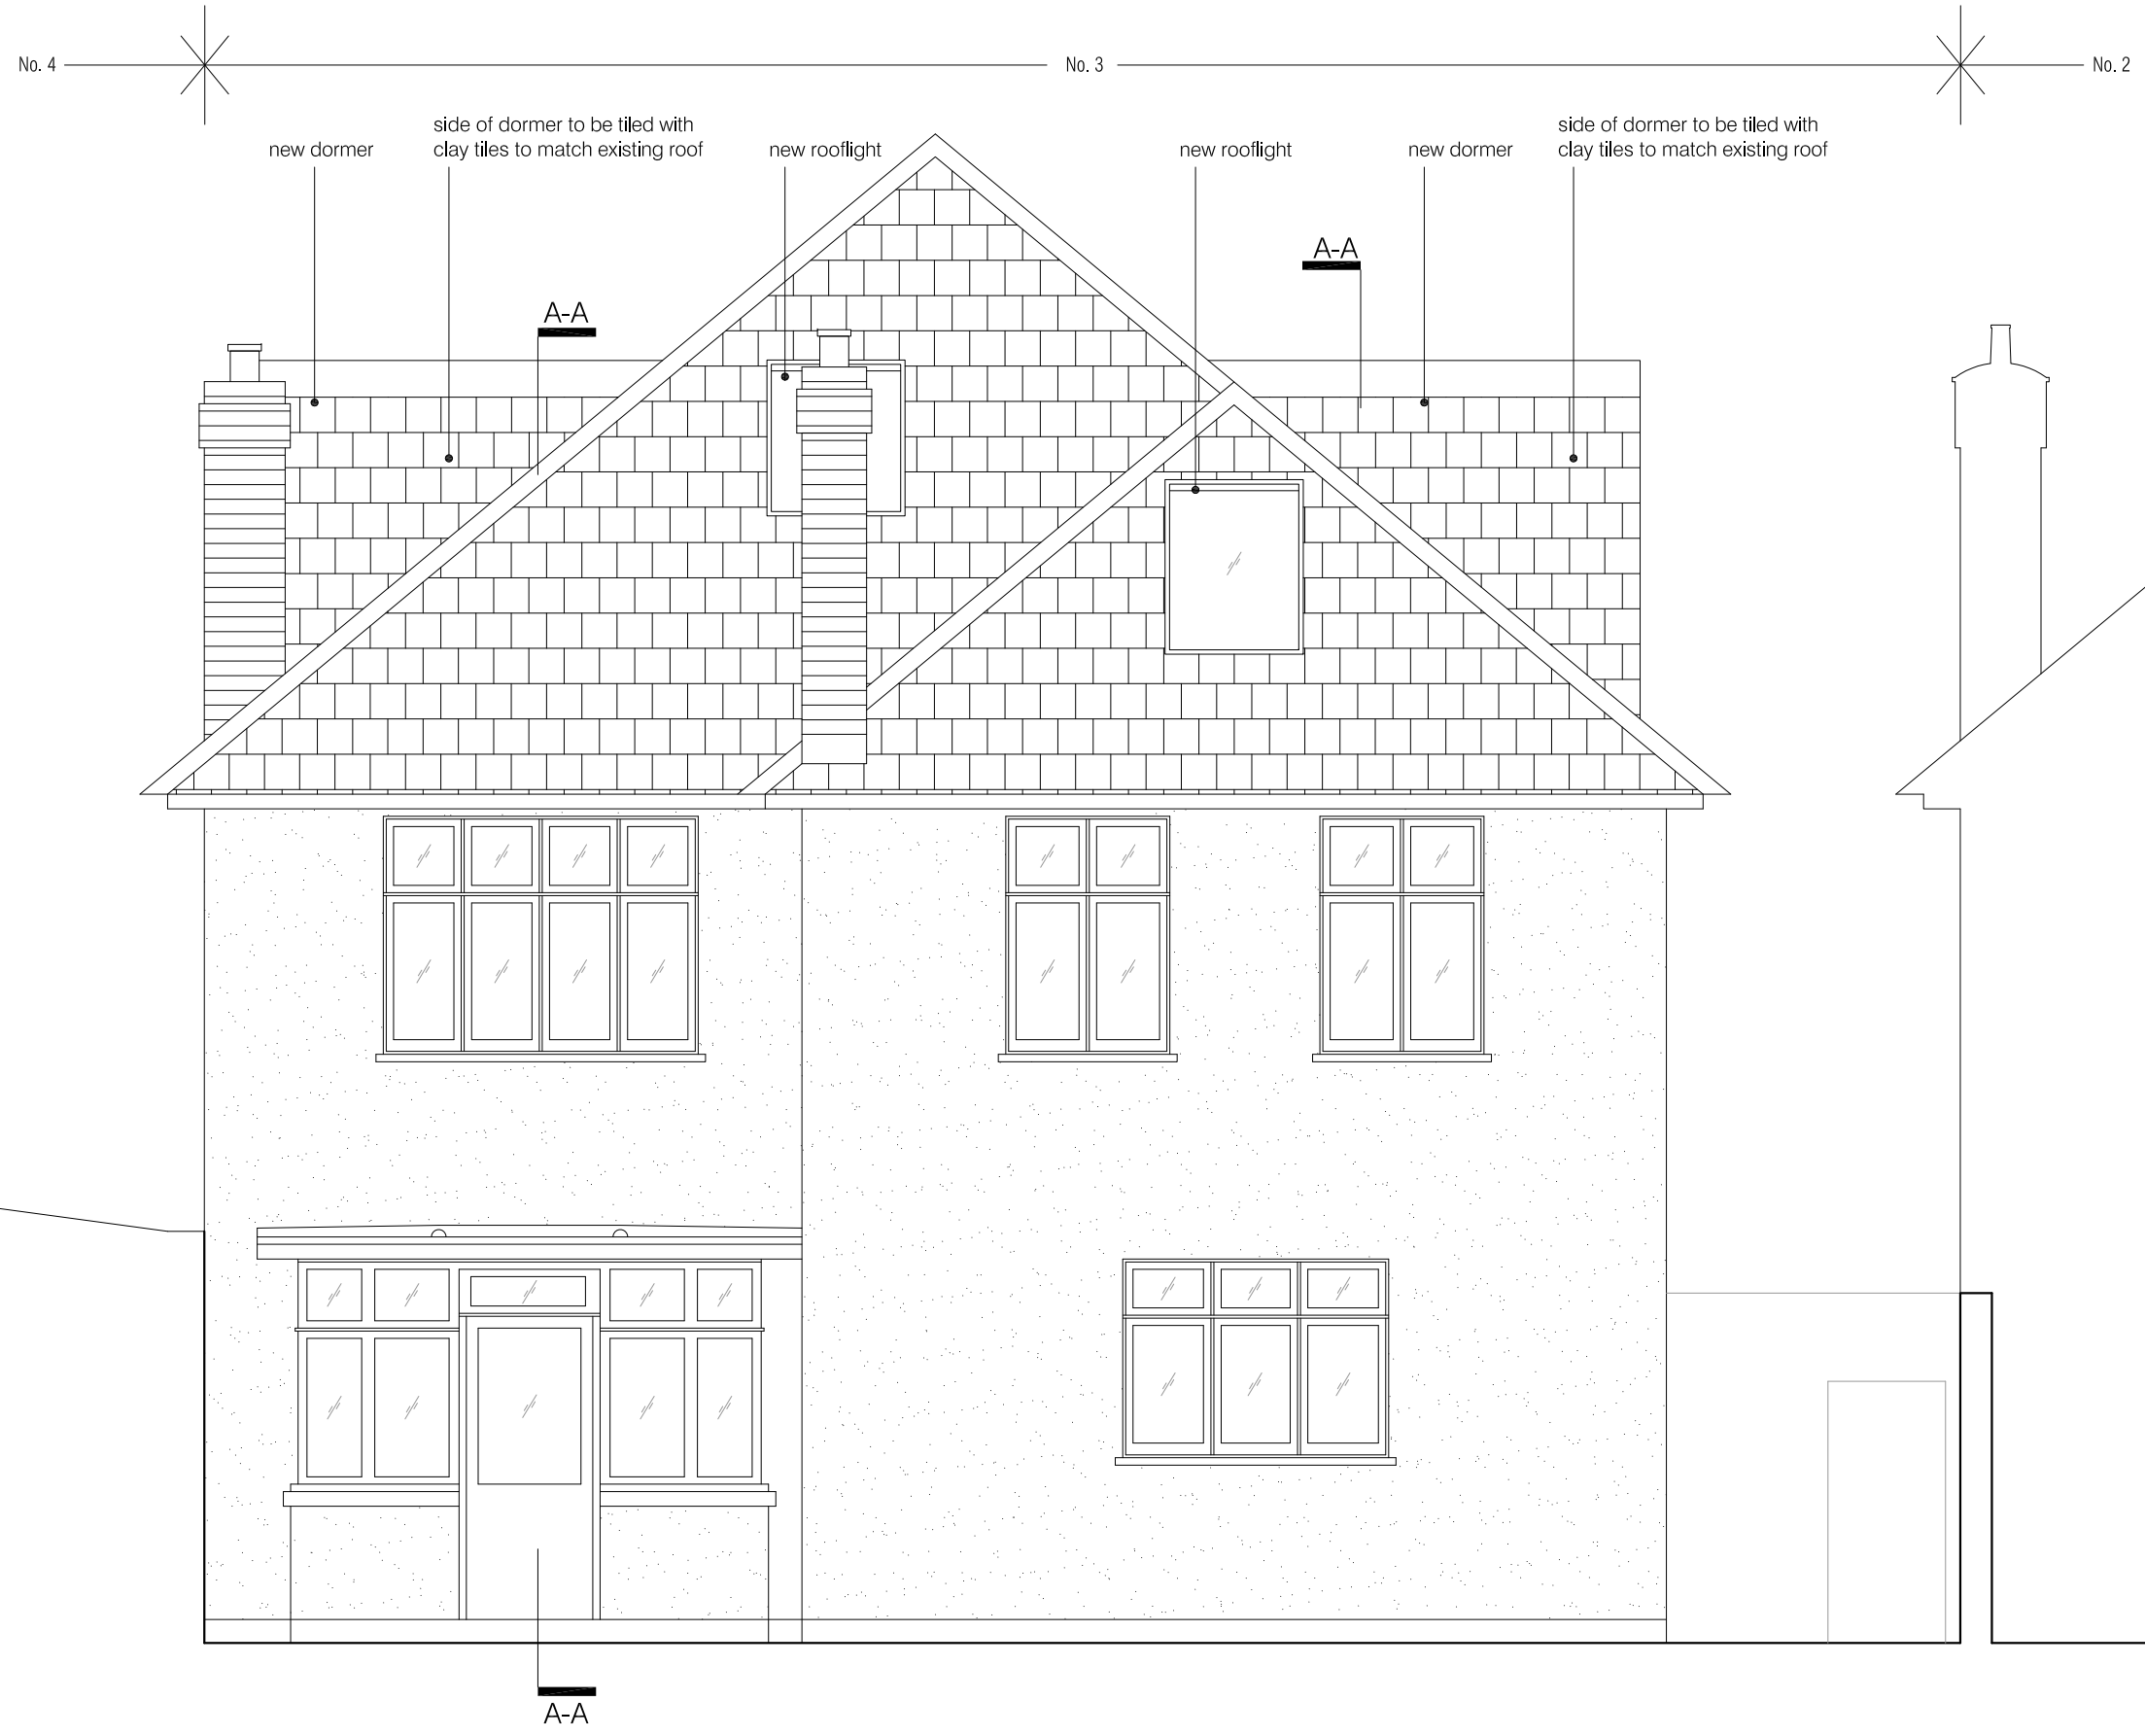 No. 4
No. 3
No. 2
side of dormer to be tiled with
clay tiles to match existing roof
new dormer
new rooflight
new rooflight
new dormer
side of dormer to be tiled with
clay tiles to match existing roof
A-A
A-A
A-A